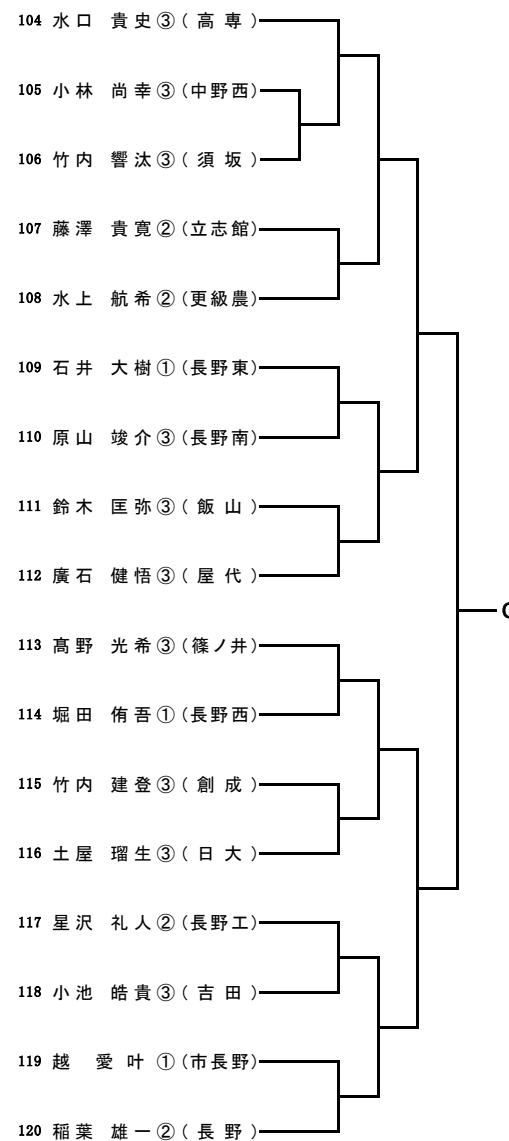 104 水口 貴史③(高専)
105 小林 尚幸③(中野西)
106 竹内 響汰③(須坂)
107 藤澤 貴寛②(立志館)
108 水上 航希②(更級農)
109 石井 大樹①(長野東)
110 原山 竣介③(長野南)
111 鈴木 匡弥③(飯山)
112 廣石 健悟③(屋代)
113 髙野 光希③(篠ノ井)
114 堀田 侑吾①(長野西)
115 竹内 建登③(創成)
116 土屋 瑠生③(日大)
117 星沢 礼人②(長野工)
118 小池 皓貴③(吉田)
119 越 愛叶①(市長野)
120 稲葉 雄一②(長野)